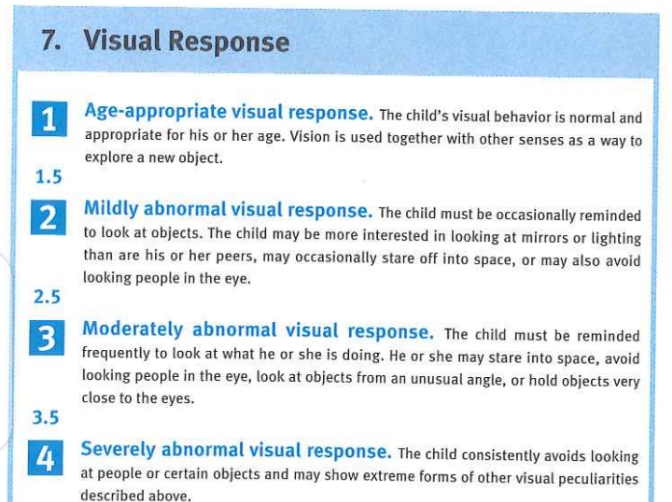 7. Visual Response
1 Age-appropriate visual response. The child's visual behavior is normal and
appropriate for his or her age. Vision is used together with other senses as a way to
explore a new object.
1.5
2 Mildly abnormal visual response. The child must be occasionally reminded
to look at objects. The child may be more interested in looking at mirrors or lighting
than are his or her peers, may occasionally stare off into space, or may also avoid
looking people in the eye.
2.5
3 Moderately abnormal visual response. The child must be reminded
frequently to look at what he or she is doing. He or she may stare into space, avoid
looking people in the eye, look at objects from an unusual angle, or hold objects very
close to the eyes.
3.5
4 Severely abnormal visual response. The child consistently avoids looking
at people or certain objects and may show extreme forms of other visual peculiarities
described above.